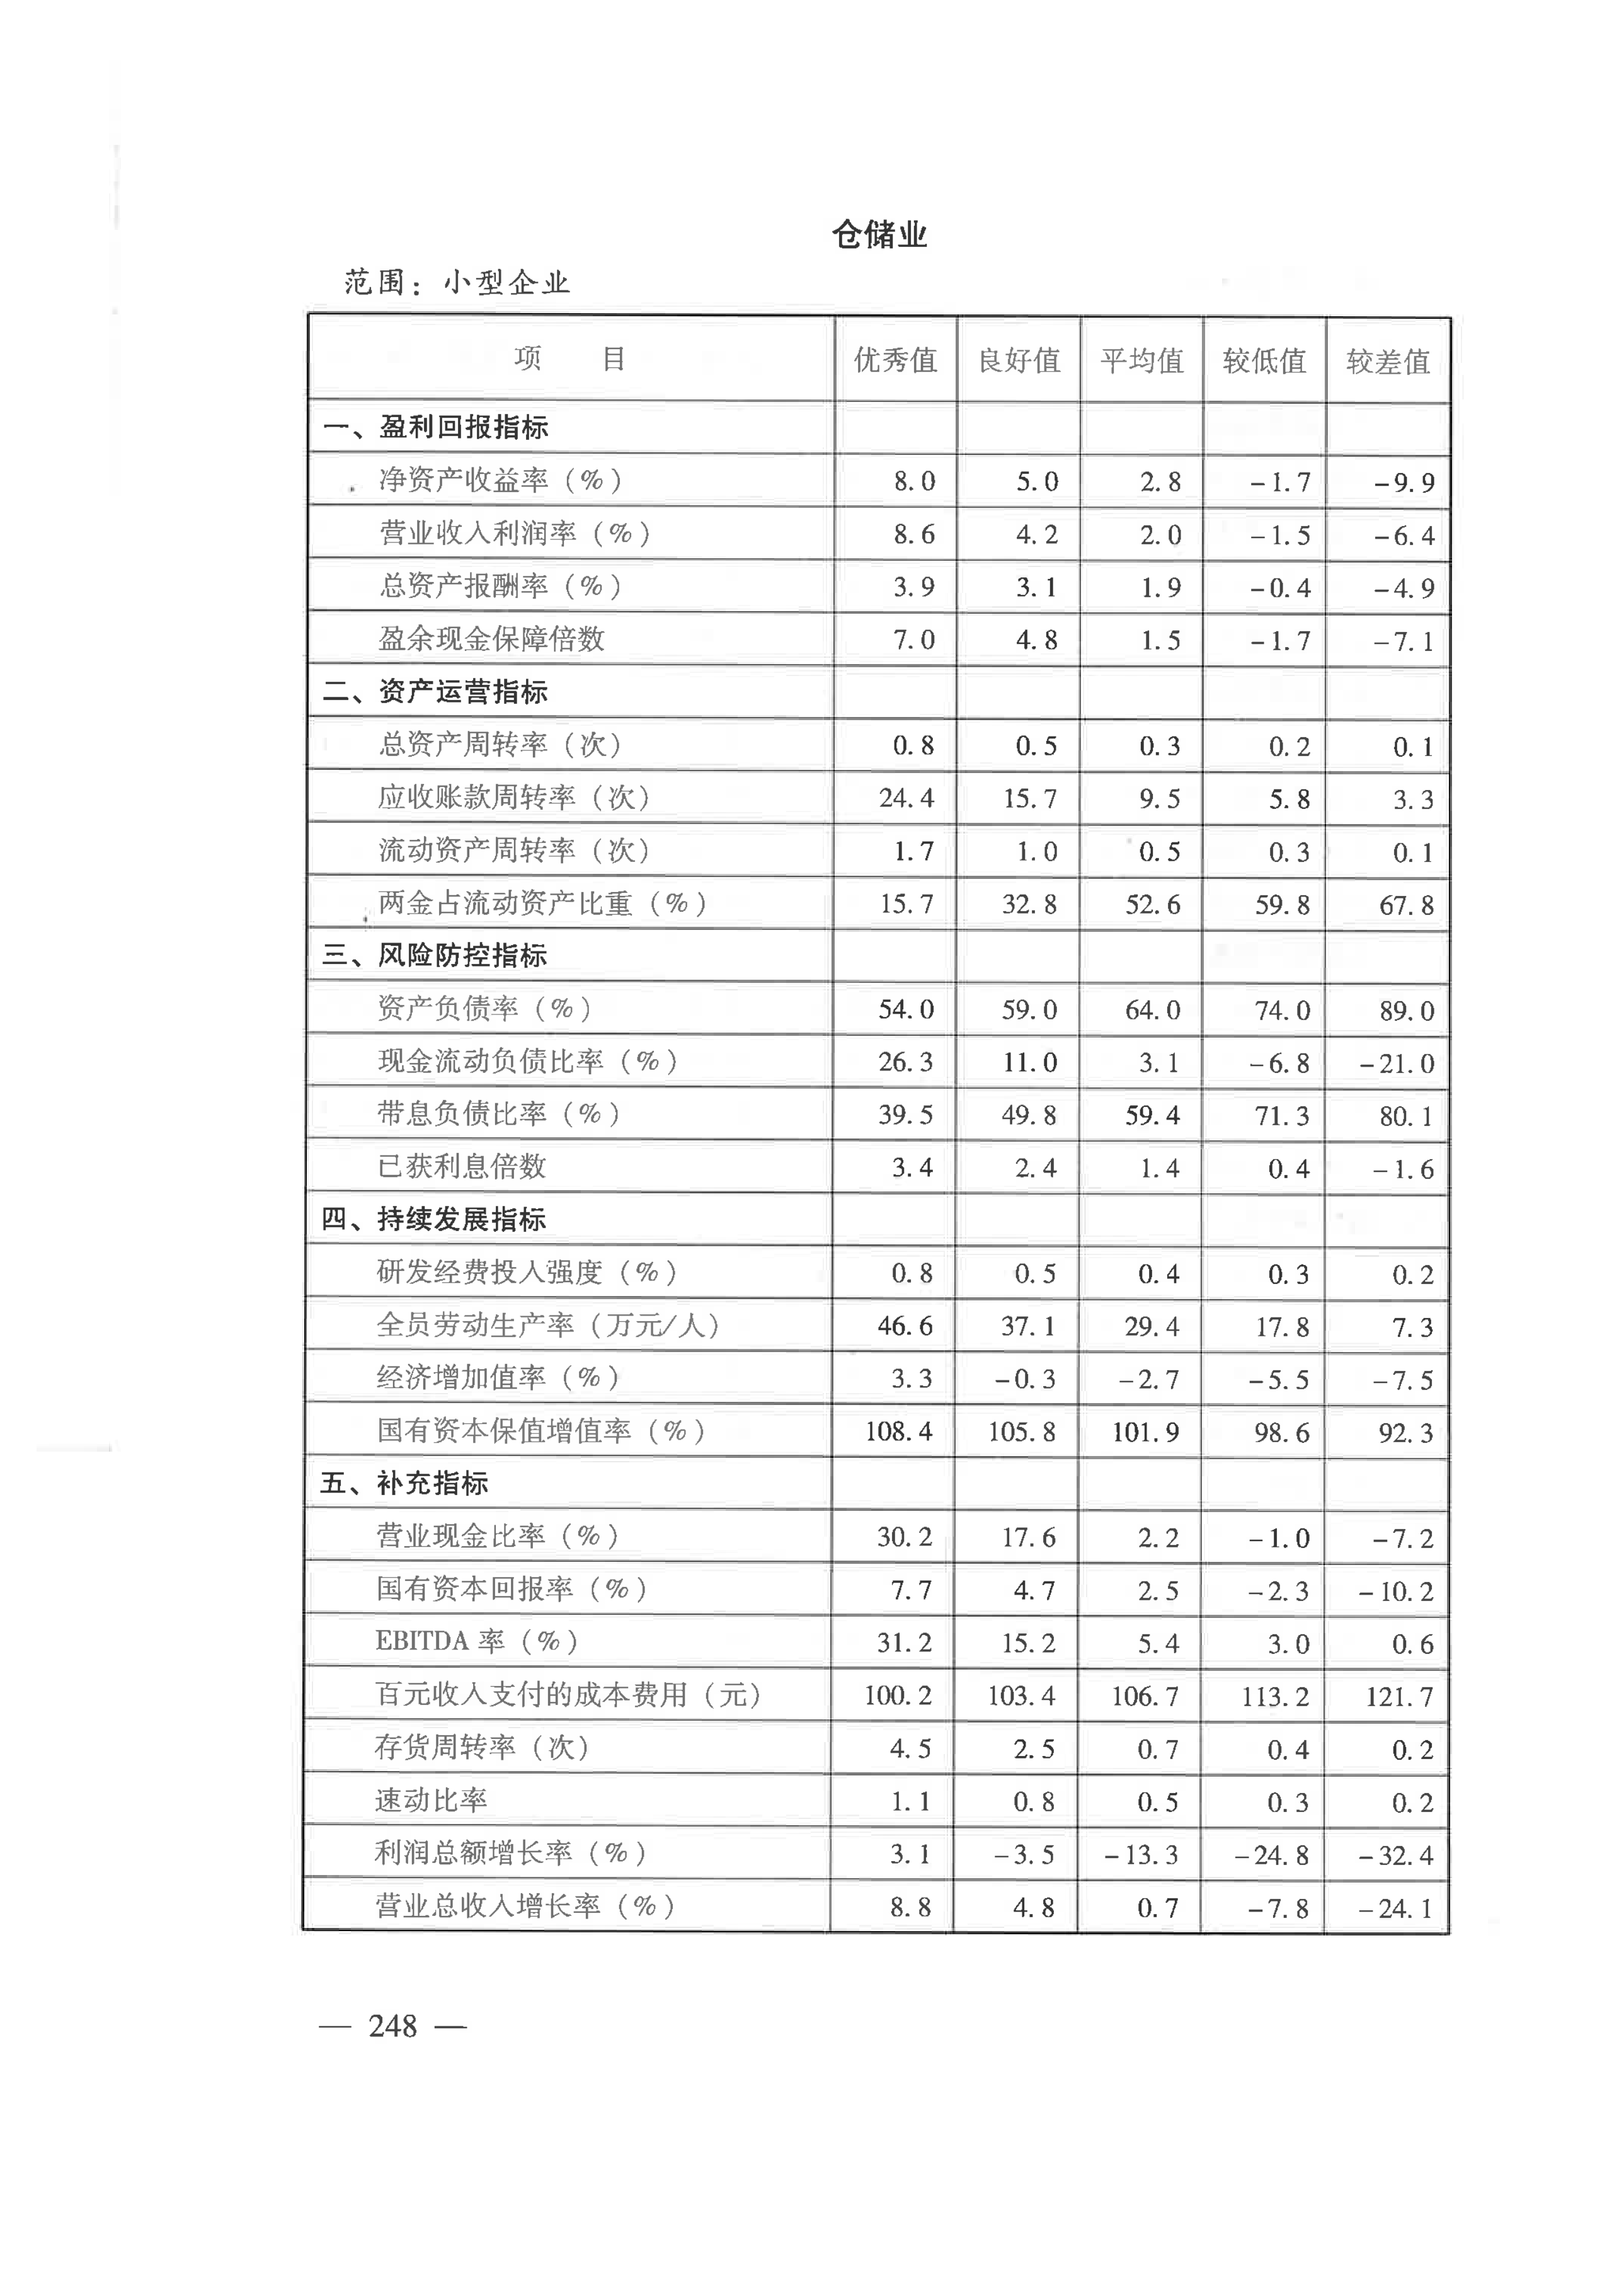 仓储业
范围：小型企业
项 目 优秀值 良好值 平均值 较低值 较差值
一、盈利回报指标
净资产收益率（%） 8.0 5.0 2.8 -1.7 -9.9
营业收入利润率（%） 8.6 4.2 2.0 -1.5 -6.4
总资产报酬率（%） 3.9 3.1 1.9 -0.4 -4.9
盈余现金保障倍数 7.0 4.8 1.5 -1.7 -7.1
二、资产运营指标
总资产周转率（次） 0.8 0.5 0.3 0.2 0.1
应收账款周转率（次） 24.4 15.7 9.5 5.8 3.3
流动资产周转率（次） 1.7 1.0 0.5 0.3 0.1
两金占流动资产比重（%） 15.7 32.8 52.6 59.8 67.8
三、风险防控指标
资产负债率（%） 54.0 59.0 64.0 74.0 89.0
现金流动负债比率（%） 26.3 11.0 3.1 -6.8 -21.0
带息负债比率（%） 39.5 49.8 59.4 71.3 80.1
已获利息倍数 3.4 2.4 1.4 0.4 -1.6
四、持续发展指标
研发经费投入强度（%） 0.8 0.5 0.4 0.3 0.2
全员劳动生产率（万元/人） 46.6 37.1 29.4 17.8 7.3
经济增加值率（%） 3.3 -0.3 -2.7 -5.5 -7.5
国有资本保值增值率（%） 108.4 105.8 101.9 98.6 92.3
五、补充指标
营业现金比率（%） 30.2 17.6 2.2 -1.0 -7.2
国有资本回报率（%） 7.7 4.7 2.5 -2.3 -10.2
EBITDA 率（%） 31.2 15.2 5.4 3.0 0.6
百元收入支付的成本费用（元） 100.2 103.4 106.7 113.2 121.7
存货周转率（次） 4.5 2.5 0.7 0.4 0.2
速动比率 1.1 0.8 0.5 0.3 0.2
利润总额增长率（%） 3.1 -3.5 -13.3 -24.8 -32.4
营业总收入增长率（%） 8.8 4.8 0.7 -7.8 -24.1
— 248 —